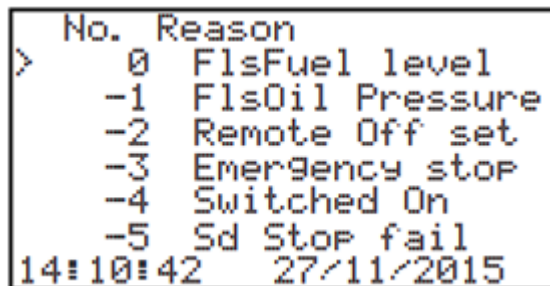 No. Reason
> 0 FlsFuel level
-1 FlsOil Pressure
-2 Remote Off set
-3 Emergency stop
-4 Switched On
-5 Sd Stop fail
14:10:42 27/11/2015